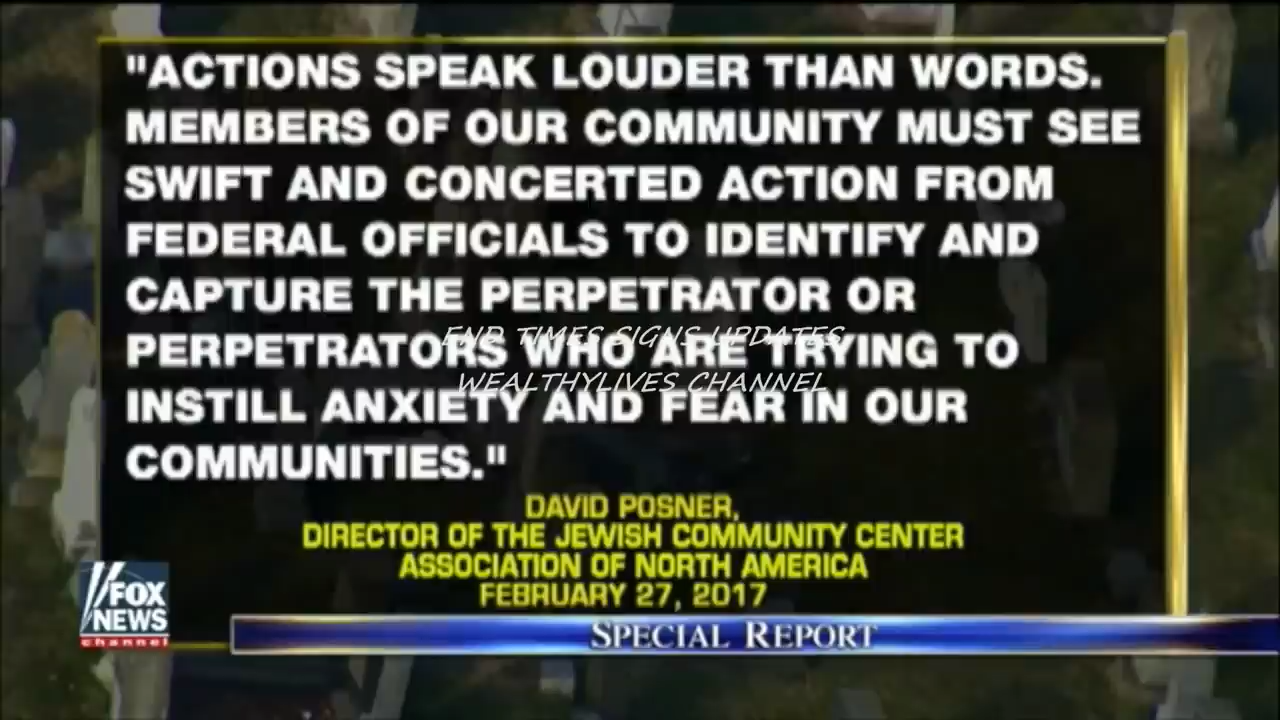 "ACTIONS SPEAK LOUDER THAN WORDS.
MEMBERS OF OUR COMMUNITY MUST SEE
SWIFT AND CONCERTED ACTION FROM
FEDERAL OFFICIALS TO IDENTIFY AND
CAPTURE THE PERPETRATOR OR
PERPETRATORS WHO ARE TRYING TO
INSTILL ANXIETY AND FEAR IN OUR
COMMUNITIES."
END TIMES SIGNS UPDATES
WEALTHYLIVES CHANNEL
DAVID POSNER,
DIRECTOR OF THE JEWISH COMMUNITY CENTER
ASSOCIATION OF NORTH AMERICA
FEBRUARY 27, 2017
FOX
NEWS
channel
SPECIAL REPORT